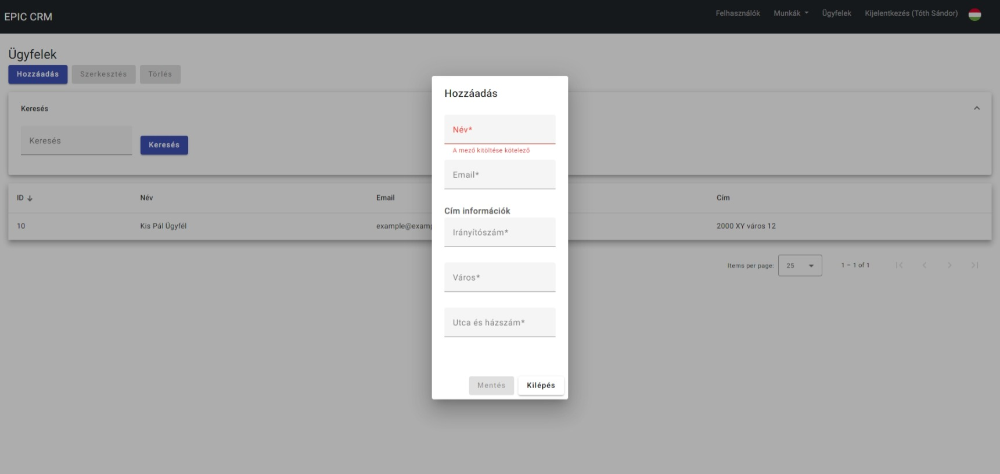 EPIC CRM
Felhasználók Munkák Ügyfelek Kijelentkezés (Tóth Sándor)
Ügyfelek
Hozzáadás Szerkesztés Törlés
Keresés
Keresés Keresés
ID Név Email Cím
10 Kis Pál Ügyfél example@examp 2000 XY város 12
Items per page: 25 1 – 1 of 1
Hozzáadás
Név*
A mező kitöltése kötelező
Email*
Cím információk
Irányítószám*
Város*
Utca és házszám*
Mentés Kilépés